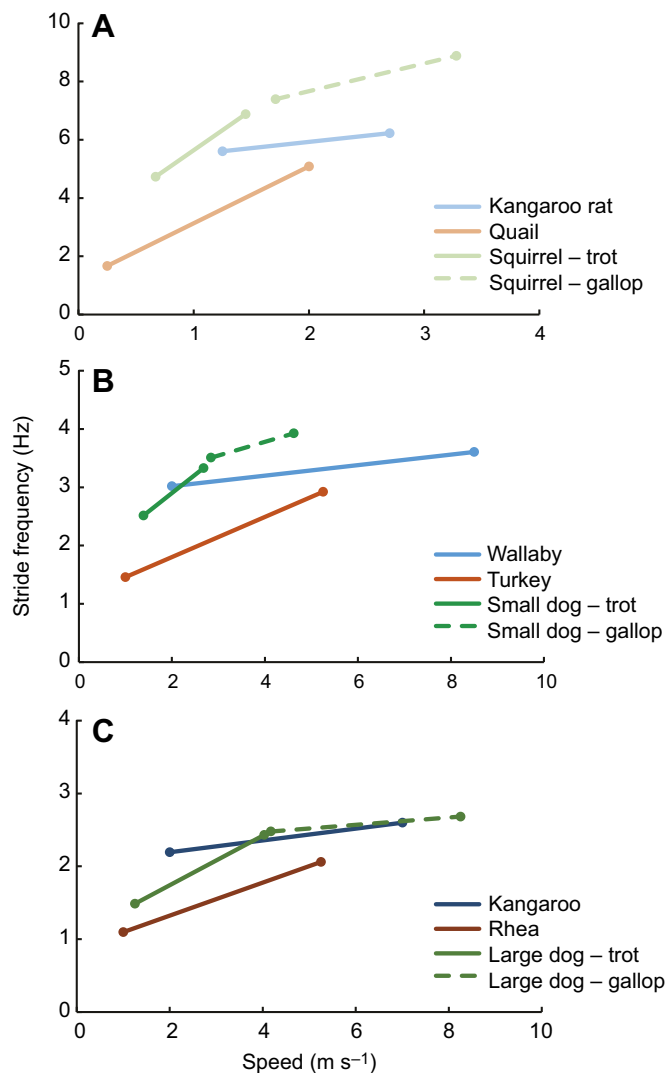 A
10
8
6
4
2
0
0
1
2
3
4
Kangaroo rat
Quail
Squirrel – trot
Squirrel – gallop
B
5
4
3
2
1
0
0
2
4
6
8
10
Wallaby
Turkey
Small dog – trot
Small dog – gallop
Stride frequency (Hz)
C
4
3
2
1
0
0
2
4
6
8
10
Kangaroo
Rhea
Large dog – trot
Large dog – gallop
Speed (m s⁻¹)